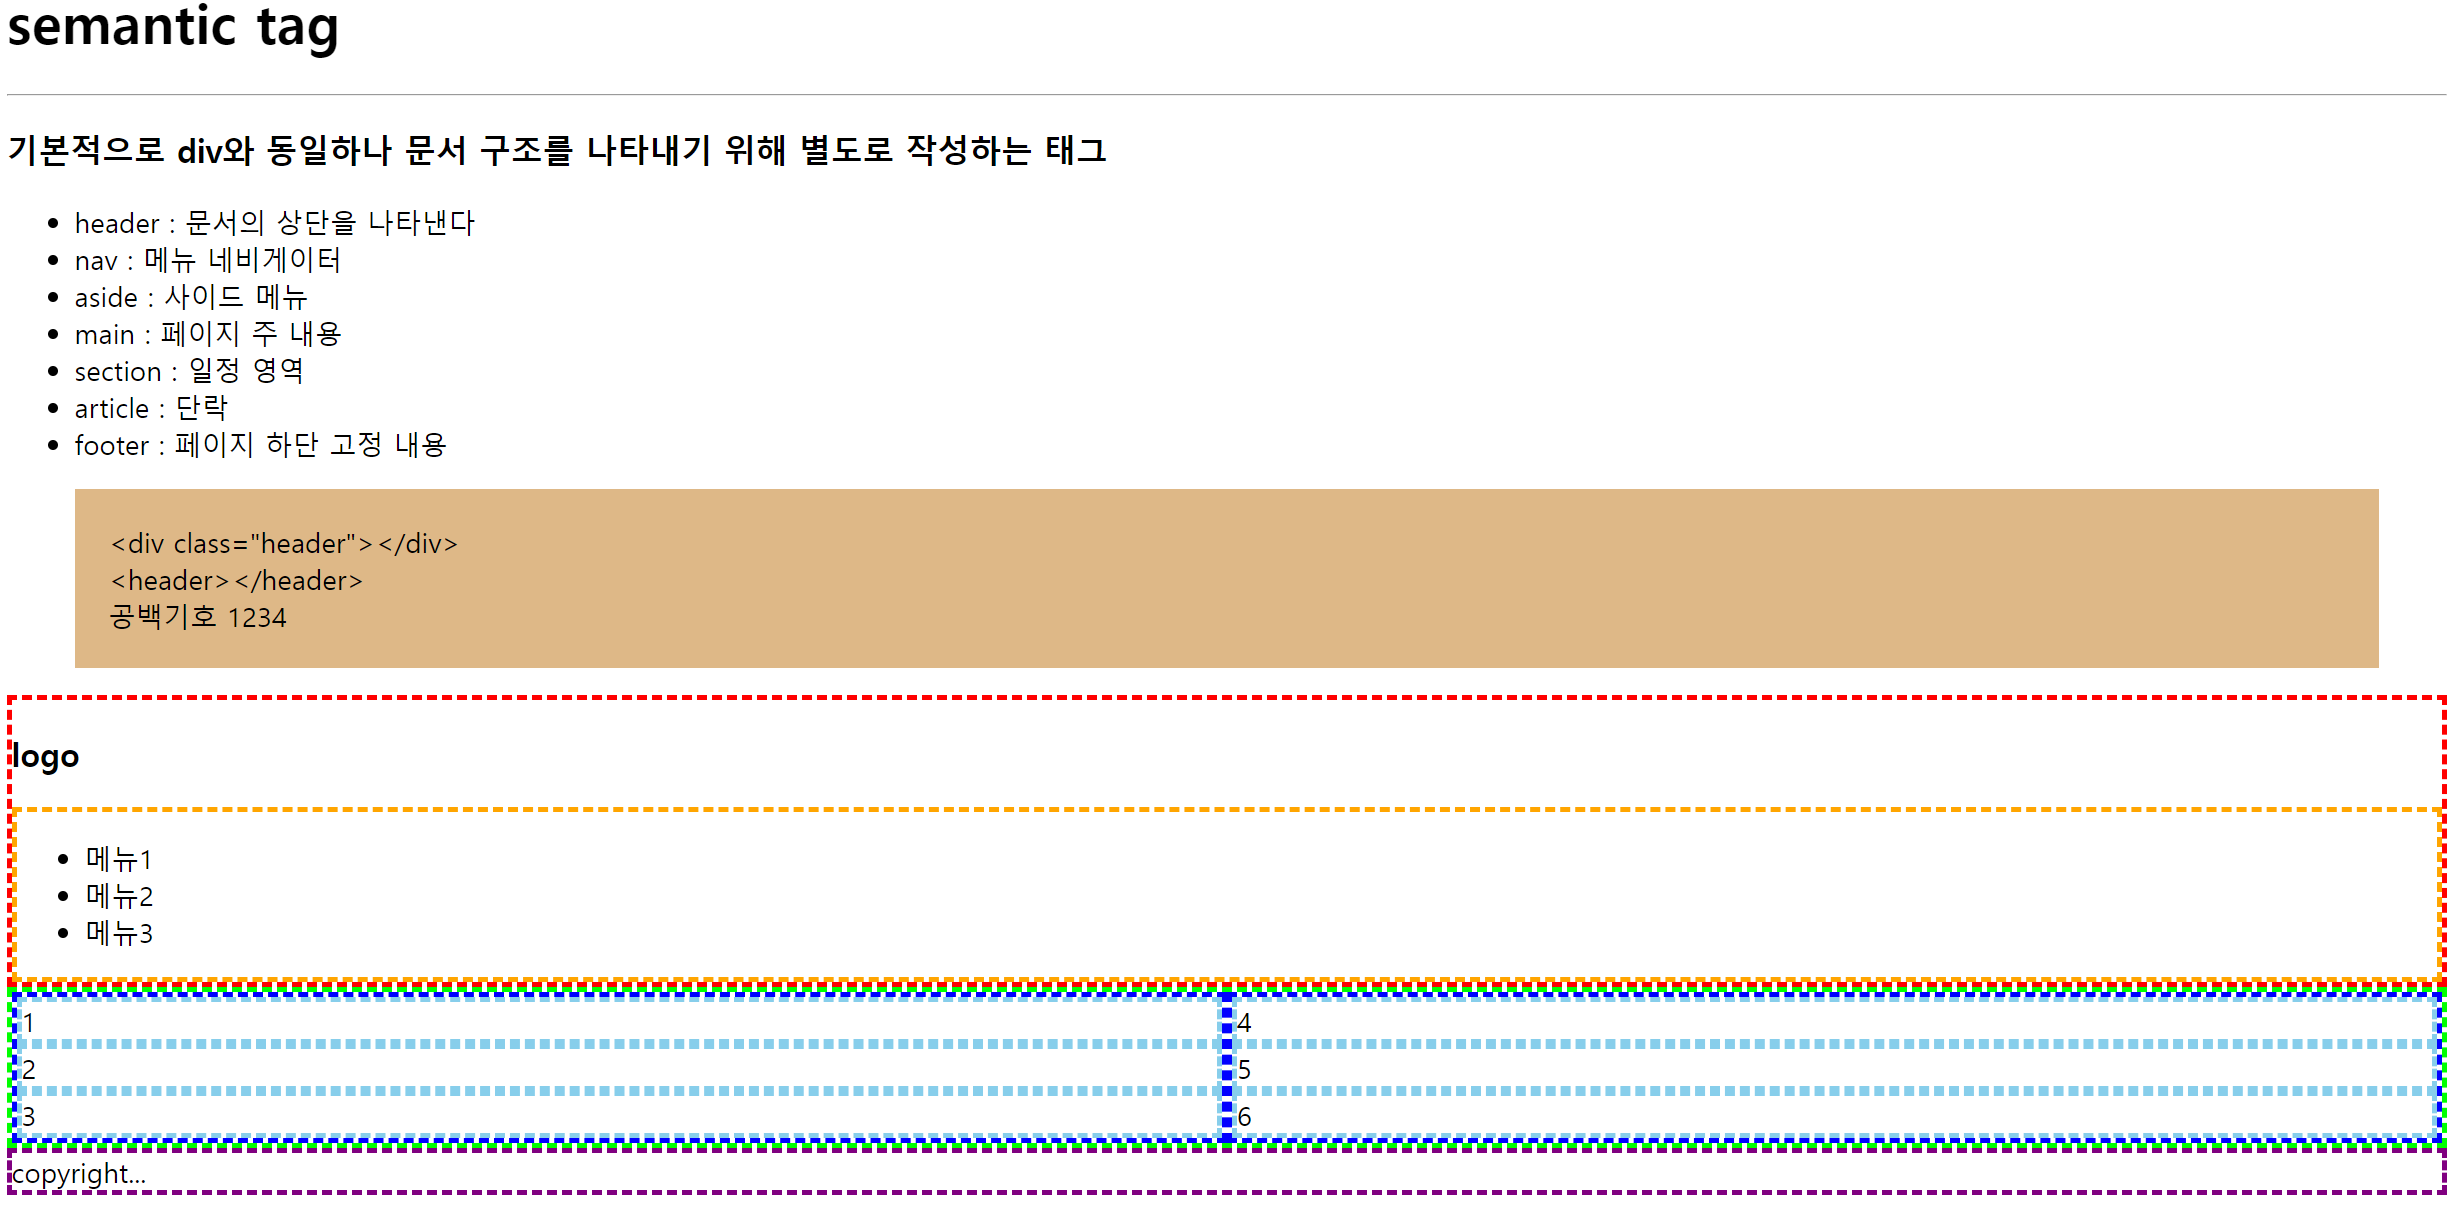 semantic tag
기본적으로 div와 동일하나 문서 구조를 나타내기 위해 별도로 작성하는 태그
header : 문서의 상단을 나타낸다
nav : 메뉴 네비게이터
aside : 사이드 메뉴
main : 페이지 주 내용
section : 일정 영역
article : 단락
footer : 페이지 하단 고정 내용
<div class="header"></div>
<header></header>
공백기호 1234
logo
메뉴1
메뉴2
메뉴3
1
2
3
4
5
6
copyright...